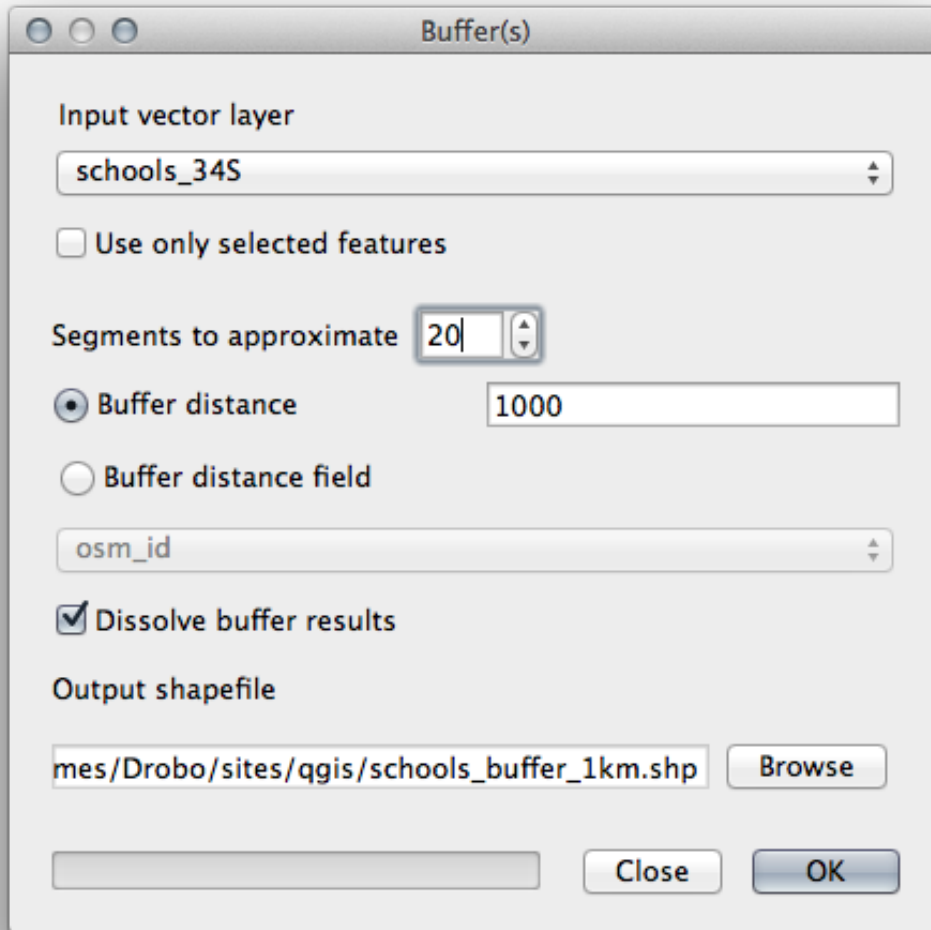 Buffer(s)
Input vector layer
schools_34S
Use only selected features
Segments to approximate 20
Buffer distance 1000
Buffer distance field
osm_id
Dissolve buffer results
Output shapefile
mes/Drobo/sites/qgis/schools_buffer_1km.shp Browse
Close OK